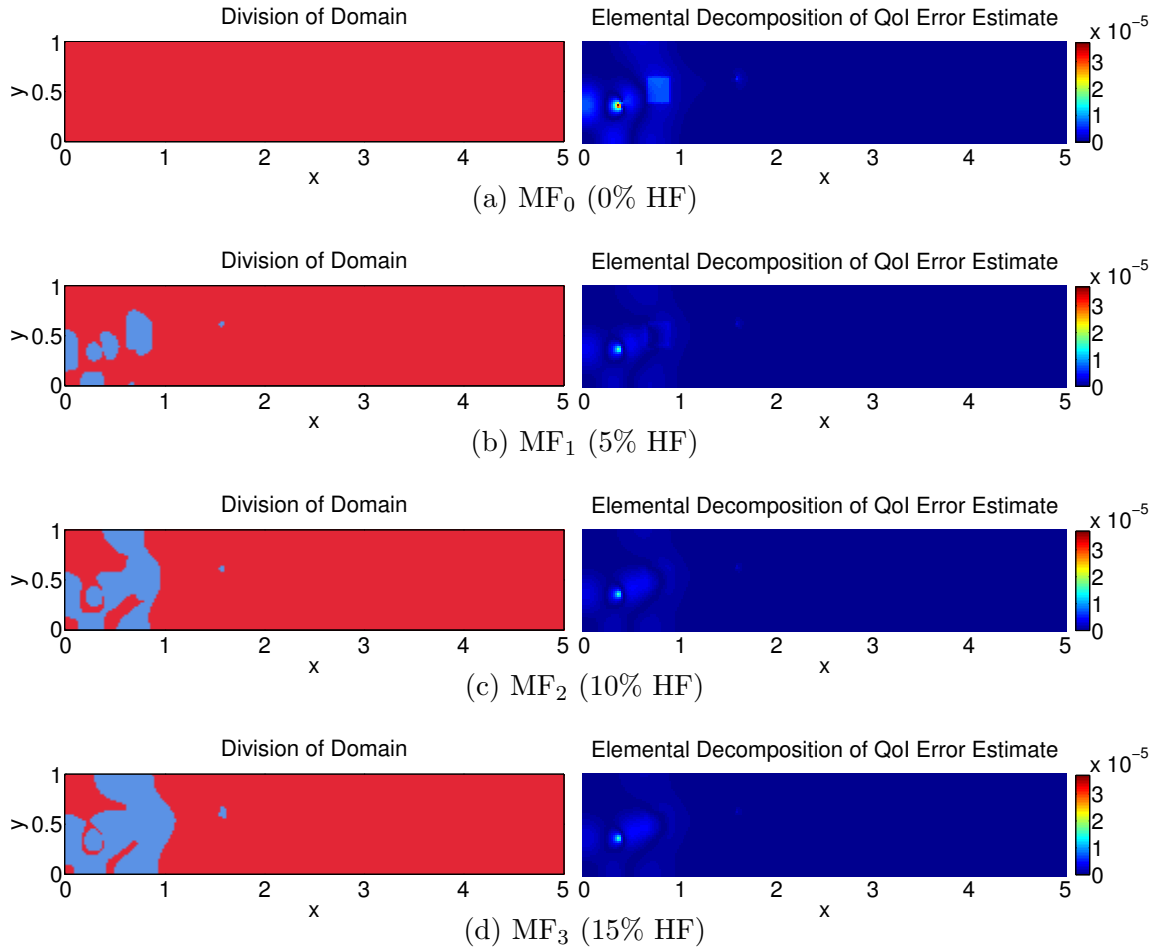 Division of Domain
Elemental Decomposition of QoI Error Estimate
x 10⁻⁵
1
0.5
0
y
0 1 2 3 4 5
x
0 1 2 3 4 5
x
3
2
1
0
(a) MF₀ (0% HF)
Division of Domain
Elemental Decomposition of QoI Error Estimate
x 10⁻⁵
1
0.5
0
y
0 1 2 3 4 5
x
0 1 2 3 4 5
x
3
2
1
0
(b) MF₁ (5% HF)
Division of Domain
Elemental Decomposition of QoI Error Estimate
x 10⁻⁵
1
0.5
0
y
0 1 2 3 4 5
x
0 1 2 3 4 5
x
3
2
1
0
(c) MF₂ (10% HF)
Division of Domain
Elemental Decomposition of QoI Error Estimate
x 10⁻⁵
1
0.5
0
y
0 1 2 3 4 5
x
0 1 2 3 4 5
x
3
2
1
0
(d) MF₃ (15% HF)